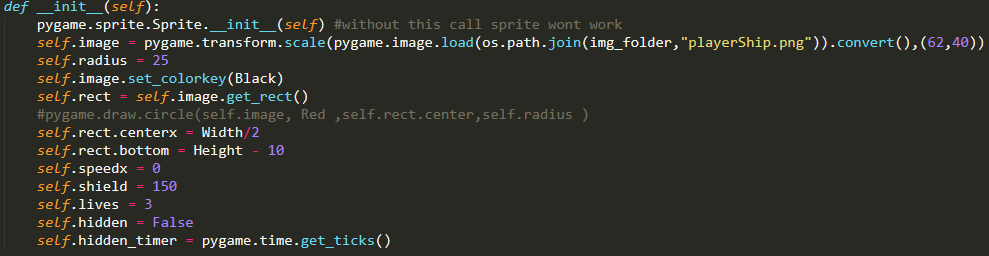 def __init__(self):
pygame.sprite.Sprite.__init__(self) #without this call sprite wont work
self.image = pygame.transform.scale(pygame.image.load(os.path.join(img_folder,"playerShip.png")).convert(),(62,40))
self.radius = 25
self.image.set_colorkey(Black)
self.rect = self.image.get_rect()
#pygame.draw.circle(self.image, Red ,self.rect.center,self.radius )
self.rect.centerx = Width/2
self.rect.bottom = Height - 10
self.speedx = 0
self.shield = 150
self.lives = 3
self.hidden = False
self.hidden_timer = pygame.time.get_ticks()